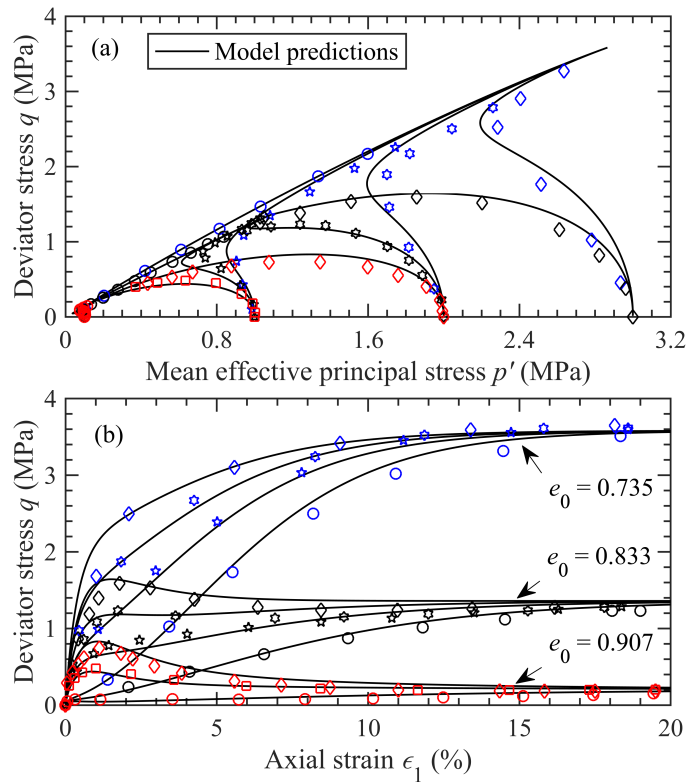 4
(a)
Model predictions
3
2
1
0
Deviator stress q (MPa)
0
0.8
1.6
2.4
3.2
Mean effective principal stress p′ (MPa)
4
(b)
3
e0 = 0.735
2
e0 = 0.833
1
e0 = 0.907
0
Deviator stress q (MPa)
0
5
10
15
20
Axial strain ϵ1 (%)